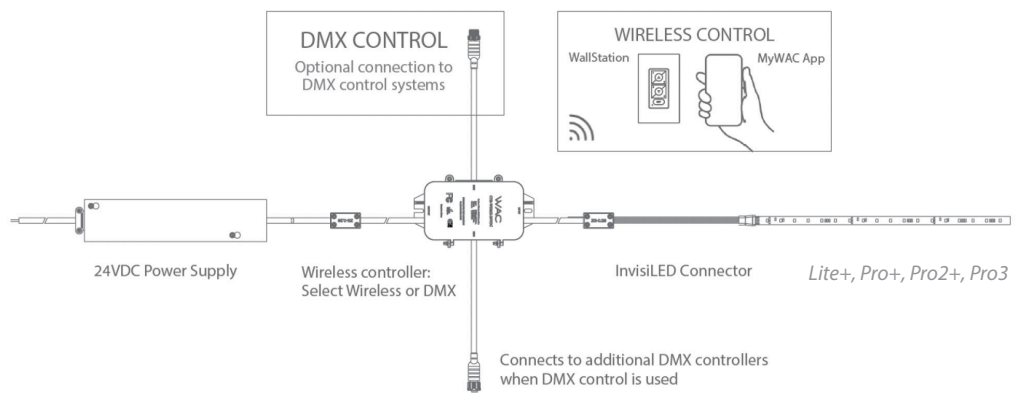 DMX CONTROL
Optional connection to
DMX control systems
WIRELESS CONTROL
WallStation
MyWAC App
WAC
24VDC Power Supply
Wireless controller:
Select Wireless or DMX
InvisiLED Connector
Lite+, Pro+, Pro2+, Pro3
Connects to additional DMX controllers
when DMX control is used